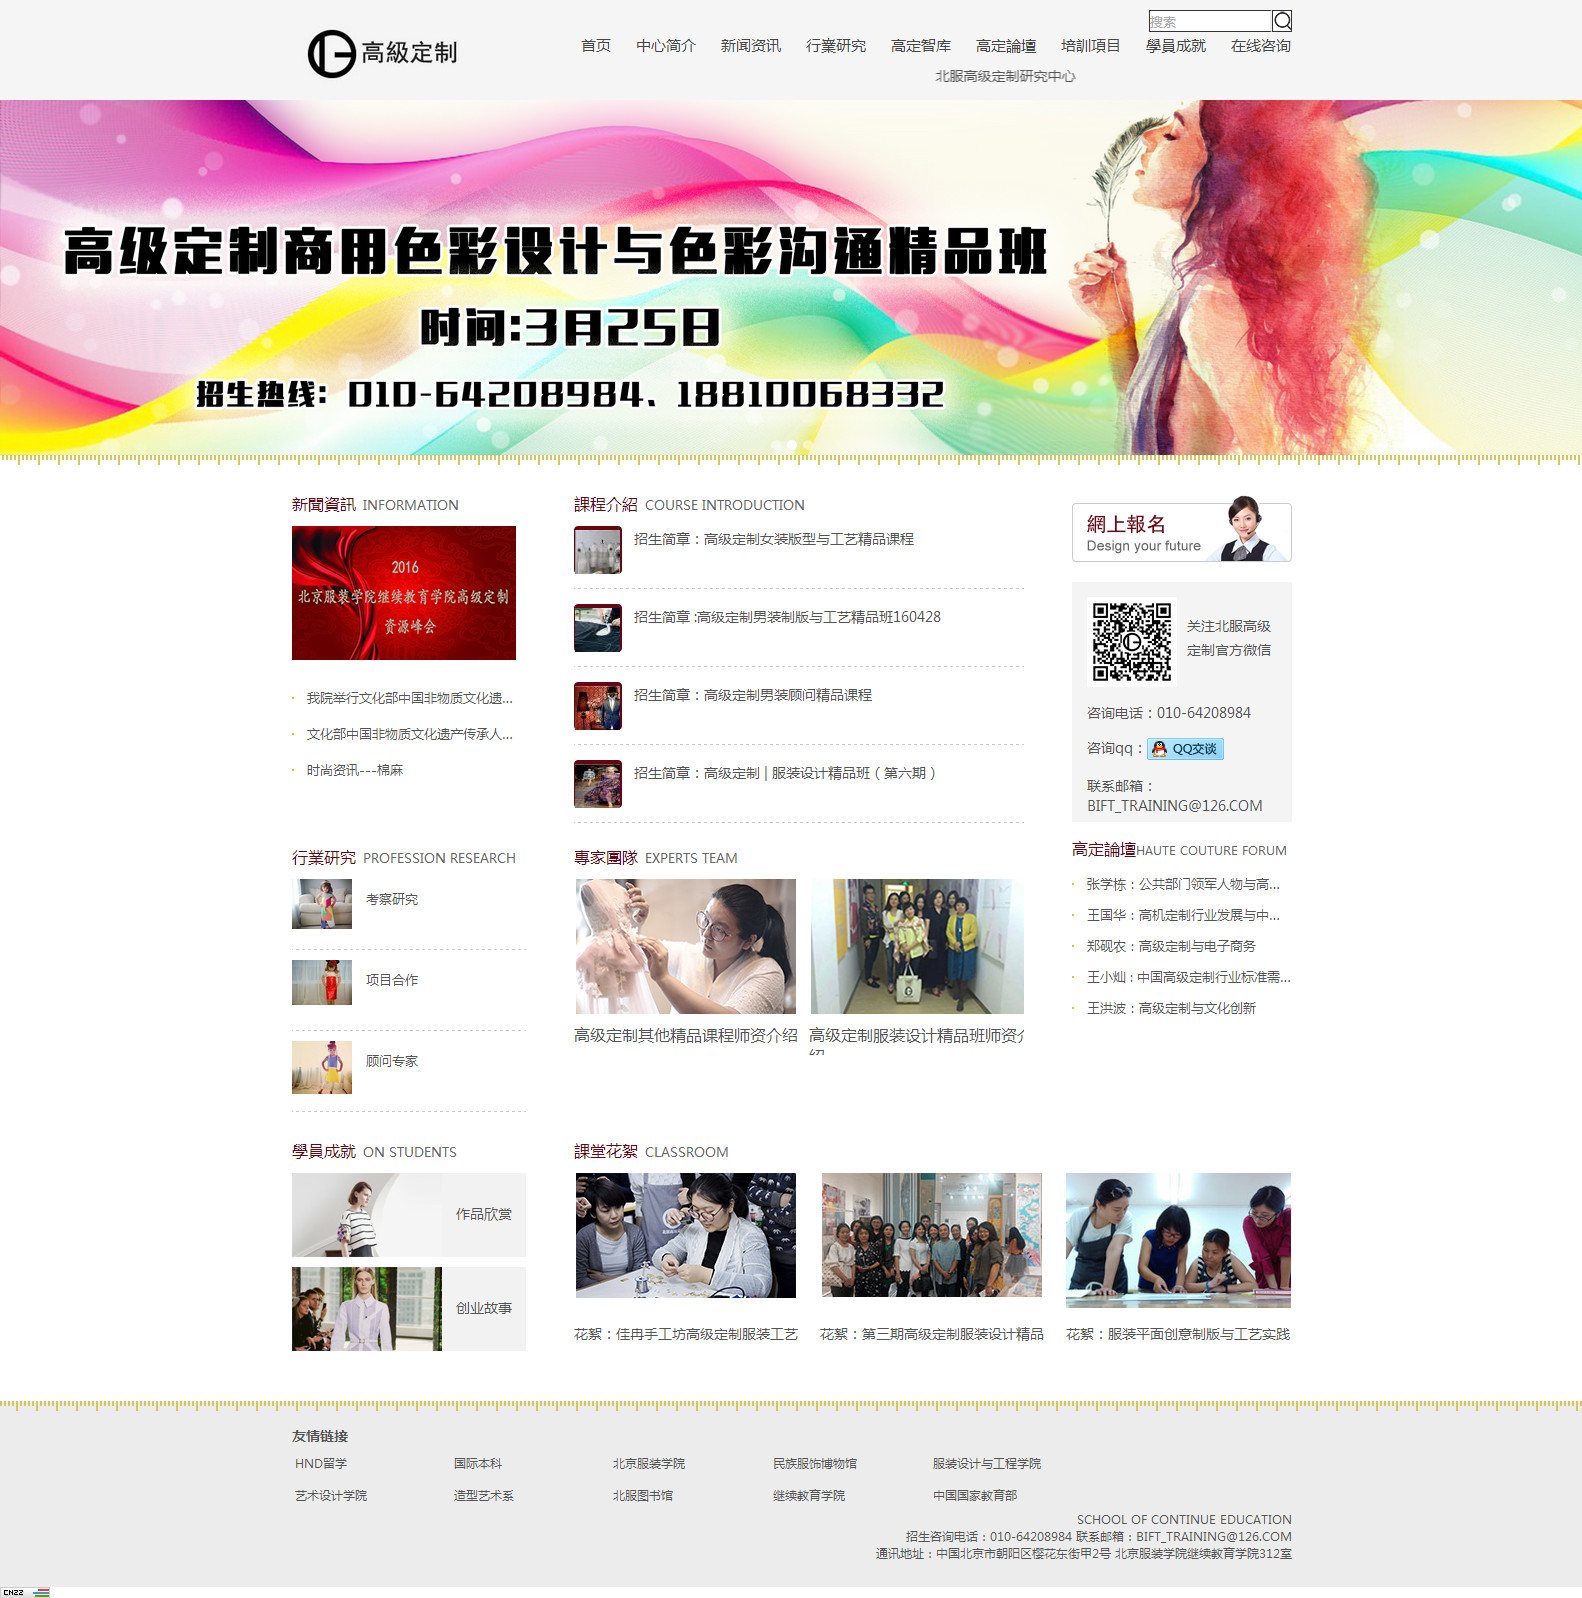 搜索
高級定制
首页 中心简介 新闻资讯 行業研究 高定智库 高定論壇 培訓項目 學員成就 在线咨询
北服高级定制研究中心
高级定制商用色彩设计与色彩沟通精品班
时间:3月25日
招生热线：010-64208984、18810068332
新聞資訊 INFORMATION
2016
北京服装学院继续教育学院高级定制
资源峰会
我院举行文化部中国非物质文化遗...
文化部中国非物质文化遗产传承人...
时尚资讯---棉麻
課程介紹 COURSE INTRODUCTION
招生简章：高级定制女装版型与工艺精品课程
招生简章 :高级定制男装制版与工艺精品班160428
招生简章：高级定制男装顾问精品课程
招生简章：高级定制 | 服装设计精品班（第六期）
網上報名
Design your future
关注北服高级
定制官方微信
咨询电话：010-64208984
咨询qq： QQ交谈
联系邮箱：
BIFT_TRAINING@126.COM
行業研究 PROFESSION RESEARCH
考察研究
项目合作
顾问专家
專家團隊 EXPERTS TEAM
高级定制其他精品课程师资介绍
高级定制服装设计精品班师资介
绍
高定論壇HAUTE COUTURE FORUM
张学栋：公共部门领军人物与高...
王国华：高机定制行业发展与中...
郑砚农：高级定制与电子商务
王小灿 : 中国高级定制行业标准需...
王洪波：高级定制与文化创新
學員成就 ON STUDENTS
作品欣赏
创业故事
課堂花絮 CLASSROOM
花絮：佳冉手工坊高级定制服装工艺
花絮：第三期高级定制服装设计精品
花絮：服装平面创意制版与工艺实践
友情链接
HND留学 国际本科 北京服装学院 民族服饰博物馆 服装设计与工程学院
艺术设计学院 造型艺术系 北服图书馆 继续教育学院 中国国家教育部
SCHOOL OF CONTINUE EDUCATION
招生咨询电话：010-64208984 联系邮箱：BIFT_TRAINING@126.COM
通讯地址：中国北京市朝阳区樱花东街甲2号 北京服装学院继续教育学院312室
CNZZ